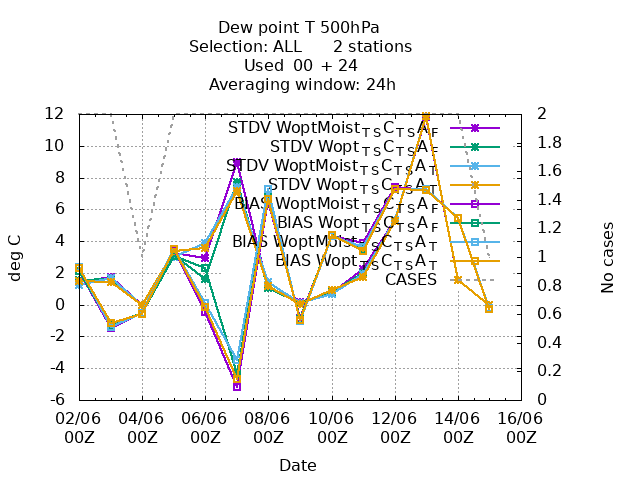 Dew point T 500hPa
Selection: ALL 2 stations
Used 00 + 24
Averaging window: 24h
STDV WoptMoist_TS C_TS A_F
STDV Wopt_TS C_TS A_F
STDV WoptMoist_TS C_TS A_T
STDV Wopt_TS C_TS A_T
BIAS WoptMoist_TS C_TS A_F
BIAS Wopt_TS C_TS A_F
BIAS WoptMoist_TS C_TS A_T
BIAS Wopt_TS C_TS A_T
CASES
deg C
12
10
8
6
4
2
0
-2
-4
-6
No cases
2
1.8
1.6
1.4
1.2
1
0.8
0.6
0.4
0.2
0
02/06 04/06 06/06 08/06 10/06 12/06 14/06 16/06
00Z 00Z 00Z 00Z 00Z 00Z 00Z 00Z
Date